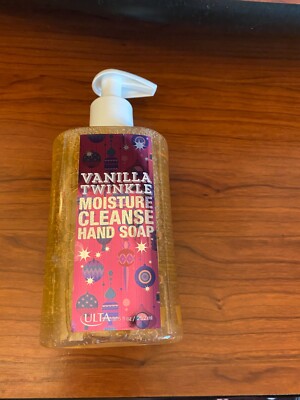 VANILLA
TWINKLE
MOISTURE
CLEANSE
HAND SOAP
ULTA